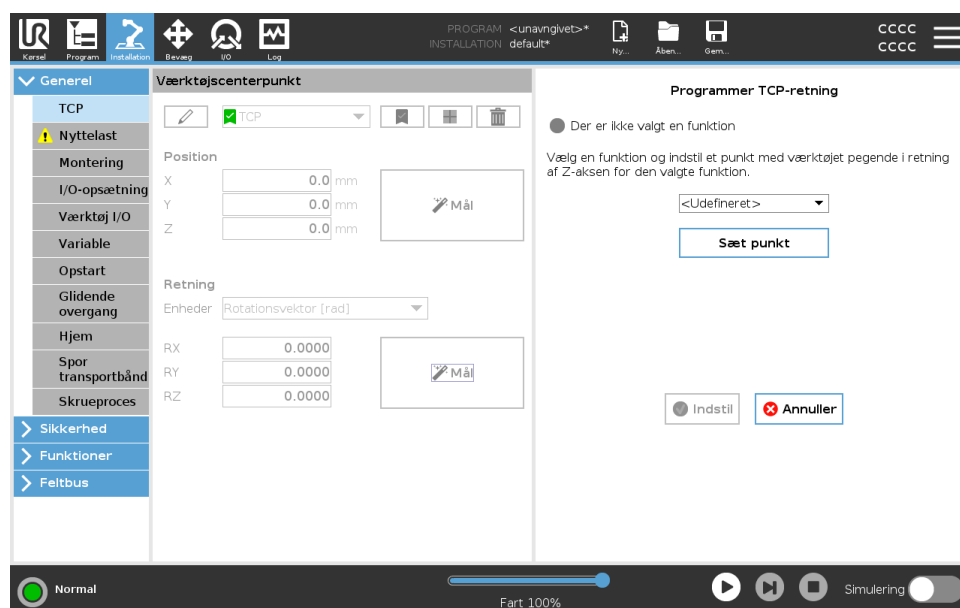 Kørsel
Program
Installation
Bevæg
I/O
Log
PROGRAM <unavngivet>*
INSTALLATION default*
Ny...
Åben...
Gem...
cccc
cccc
Generel
TCP
Nyttelast
Montering
I/O-opsætning
Værktøj I/O
Variable
Opstart
Glidende
overgang
Hjem
Spor
transportbånd
Skrueproces
Sikkerhed
Funktioner
Feltbus
Værktøjscenterpunkt
TCP
Position
X 0.0 mm
Y 0.0 mm
Z 0.0 mm
Mål
Retning
Enheder Rotationsvektor [rad]
RX 0.0000
RY 0.0000
RZ 0.0000
Mål
Programmer TCP-retning
Der er ikke valgt en funktion
Vælg en funktion og indstil et punkt med værktøjet pegende i retning
af Z-aksen for den valgte funktion.
<Udefineret>
Sæt punkt
Indstil
Annuller
Normal
Fart 100%
Simulering